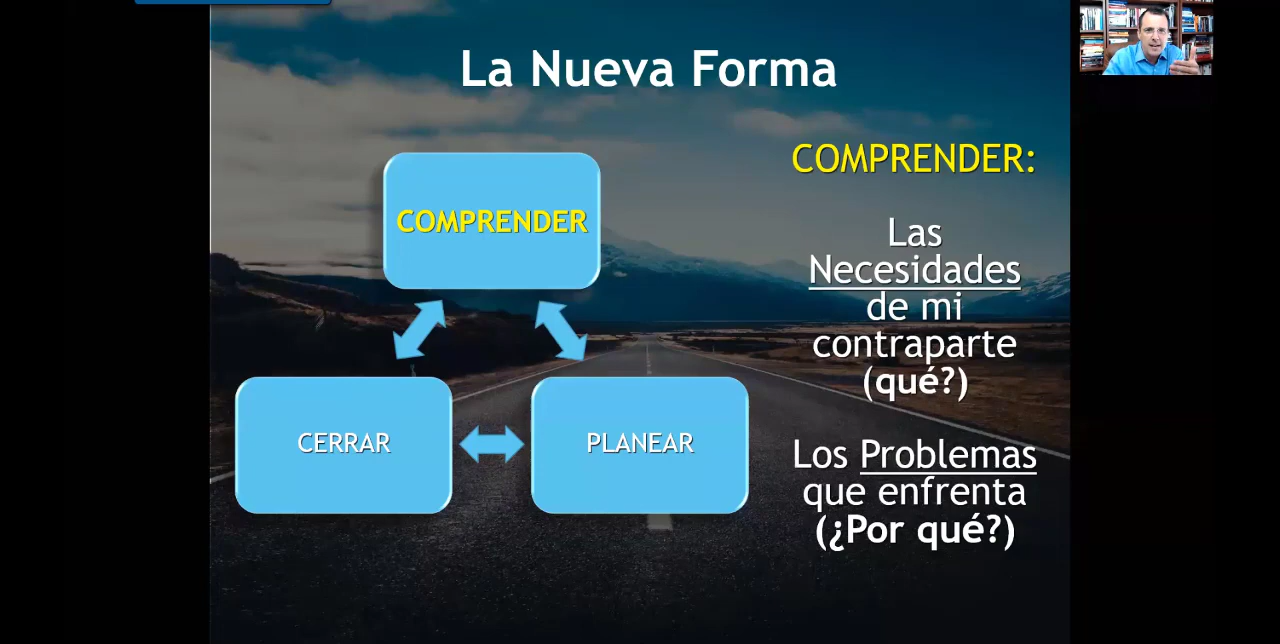 La Nueva Forma
COMPRENDER
CERRAR
PLANEAR
COMPRENDER:
Las
Necesidades
de mi
contraparte
(qué?)
Los Problemas
que enfrenta
(¿Por qué?)